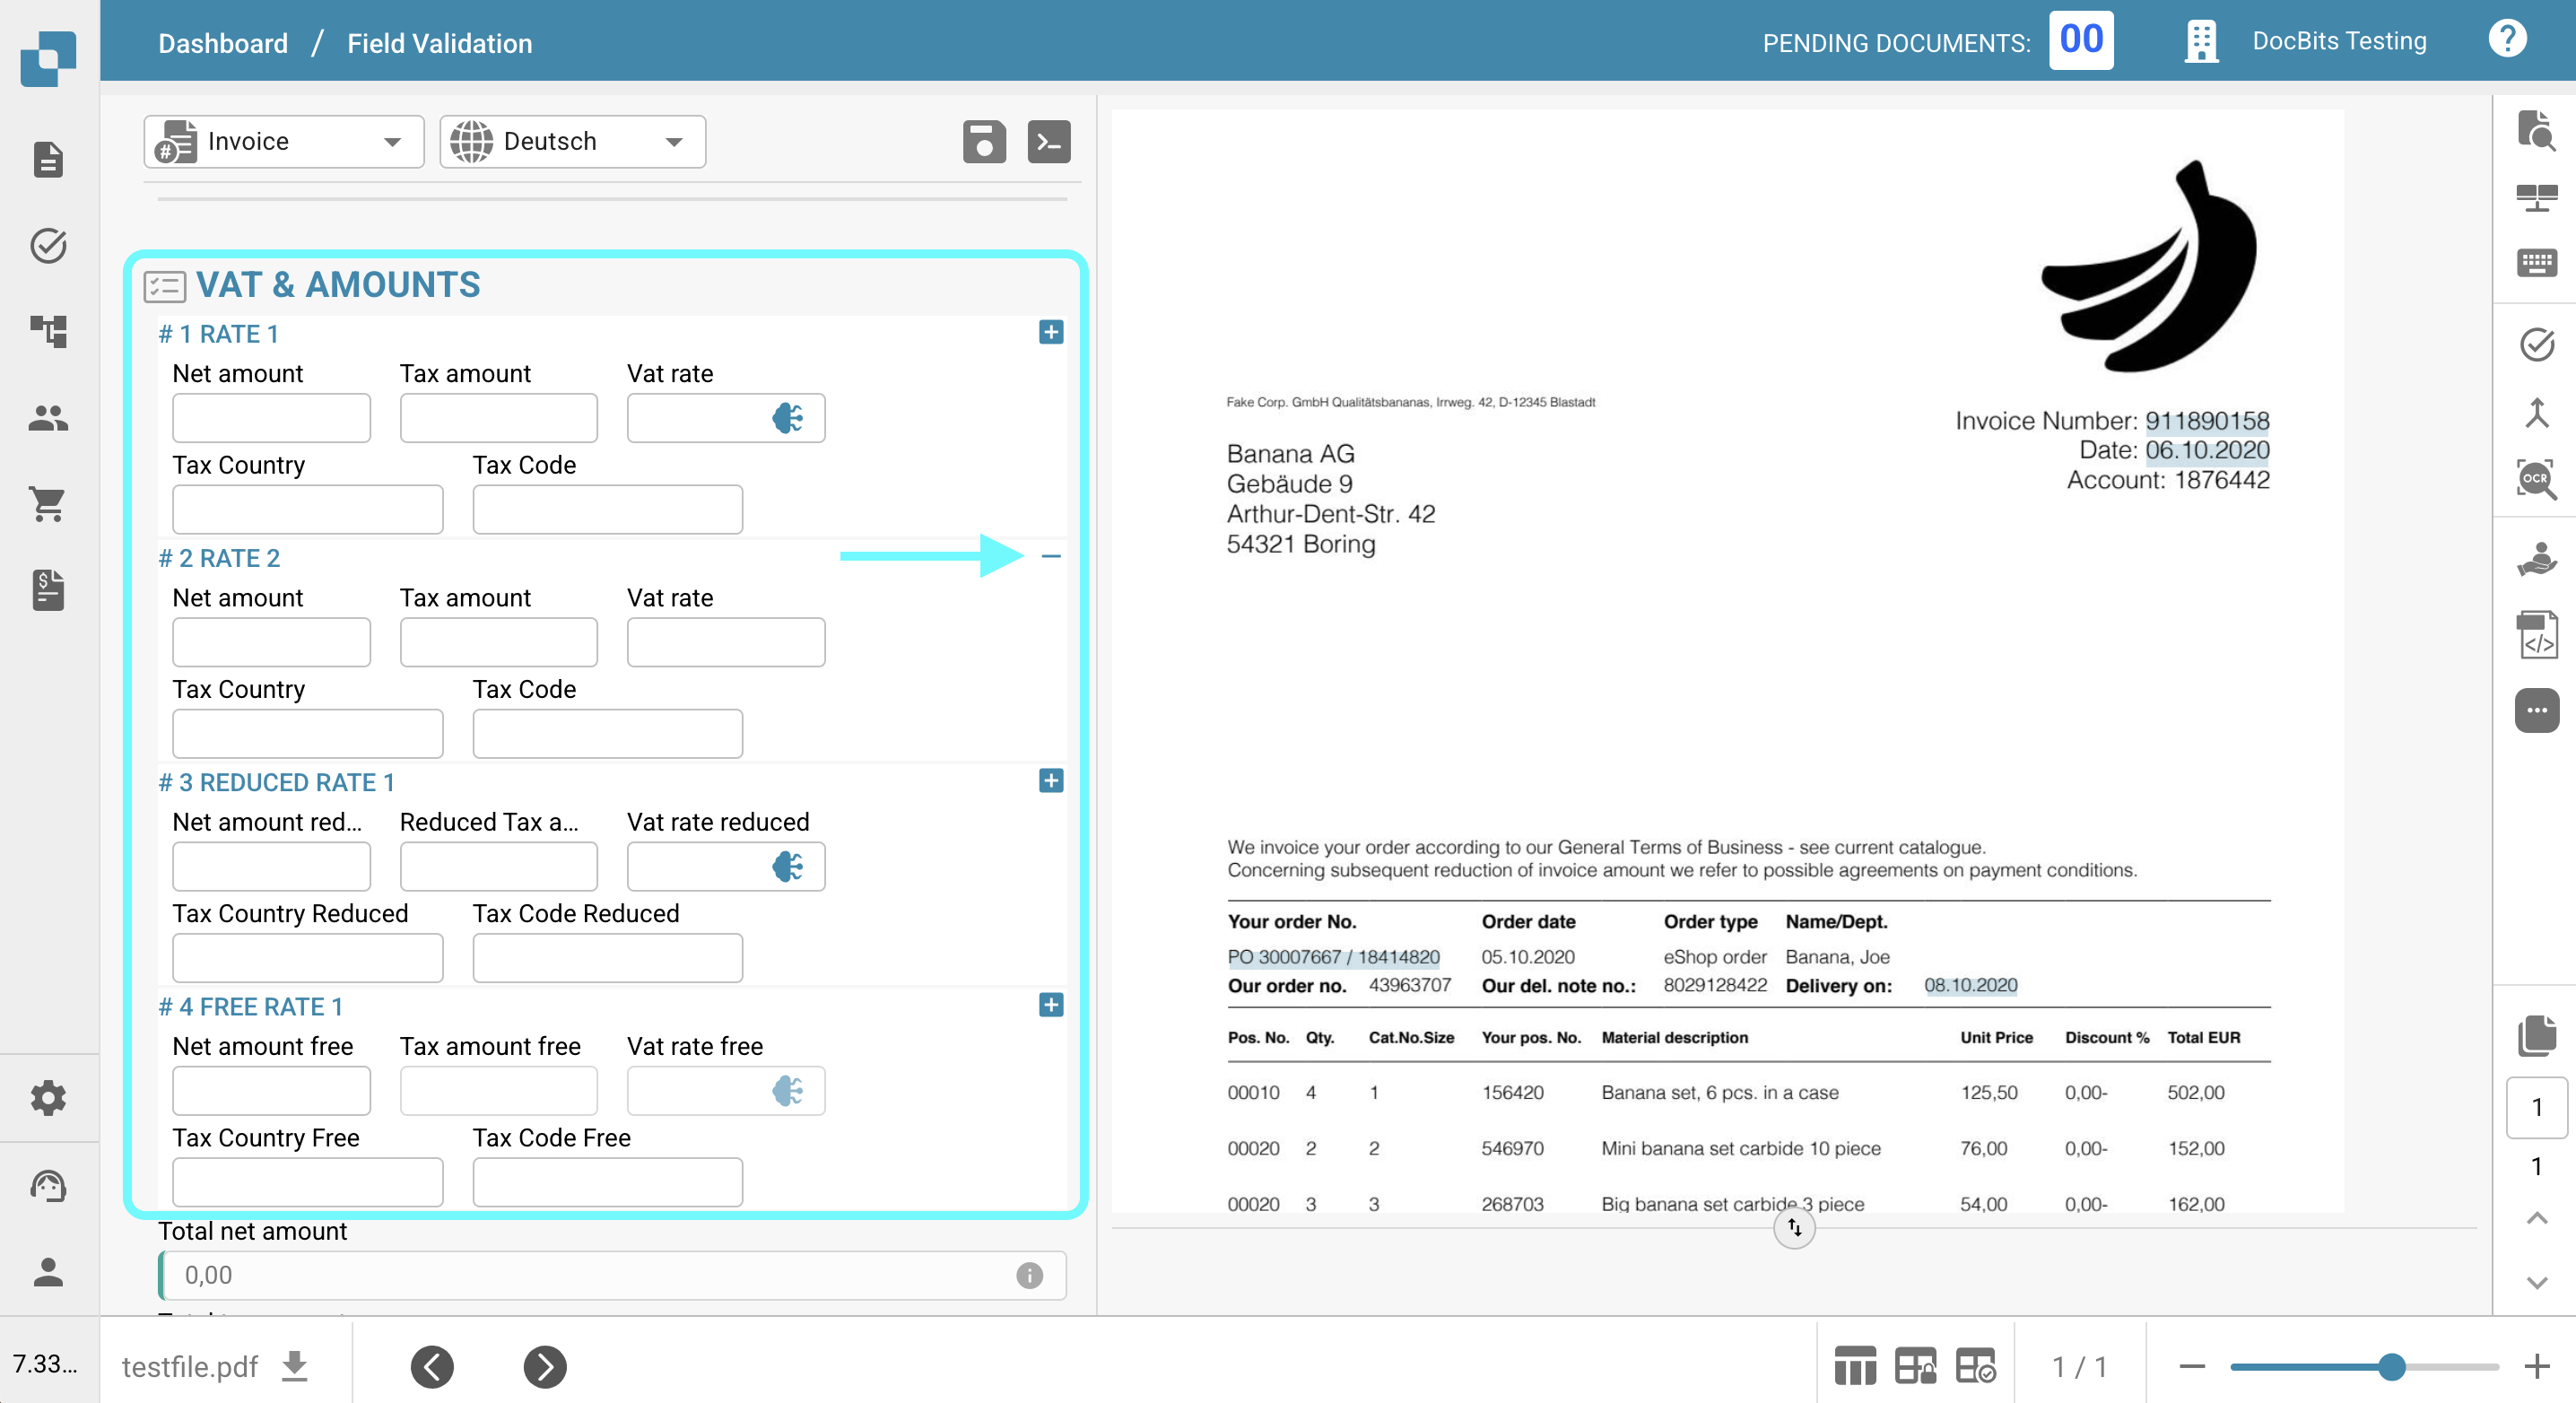 Dashboard / Field Validation
PENDING DOCUMENTS: 00 DocBits Testing ?
# Invoice Deutsch
VAT & AMOUNTS
# 1 RATE 1
Net amount Tax amount Vat rate
Tax Country Tax Code
# 2 RATE 2
Net amount Tax amount Vat rate
Tax Country Tax Code
# 3 REDUCED RATE 1
Net amount red... Reduced Tax a... Vat rate reduced
Tax Country Reduced Tax Code Reduced
# 4 FREE RATE 1
Net amount free Tax amount free Vat rate free
Tax Country Free Tax Code Free
Total net amount
0,00
Fake Corp. GmbH Qualitätsbananas, Irrweg. 42, D-12345 Blastadt
Invoice Number: 911890158
Date: 06.10.2020
Account: 1876442
Banana AG
Gebäude 9
Arthur-Dent-Str. 42
54321 Boring
We invoice your order according to our General Terms of Business - see current catalogue.
Concerning subsequent reduction of invoice amount we refer to possible agreements on payment conditions.
Your order No. Order date Order type Name/Dept.
PO 30007667 / 18414820 05.10.2020 eShop order Banana, Joe
Our order no. 43963707 Our del. note no.: 8029128422 Delivery on: 08.10.2020
Pos. No. Qty. Cat.No.Size Your pos. No. Material description Unit Price Discount % Total EUR
00010 4 1 156420 Banana set, 6 pcs. in a case 125,50 0,00- 502,00
00020 2 2 546970 Mini banana set carbide 10 piece 76,00 0,00- 152,00
00020 3 3 268703 Big banana set carbide 3 piece 54,00 0,00- 162,00
OCR
</>
1
1
7.33... testfile.pdf 1 / 1